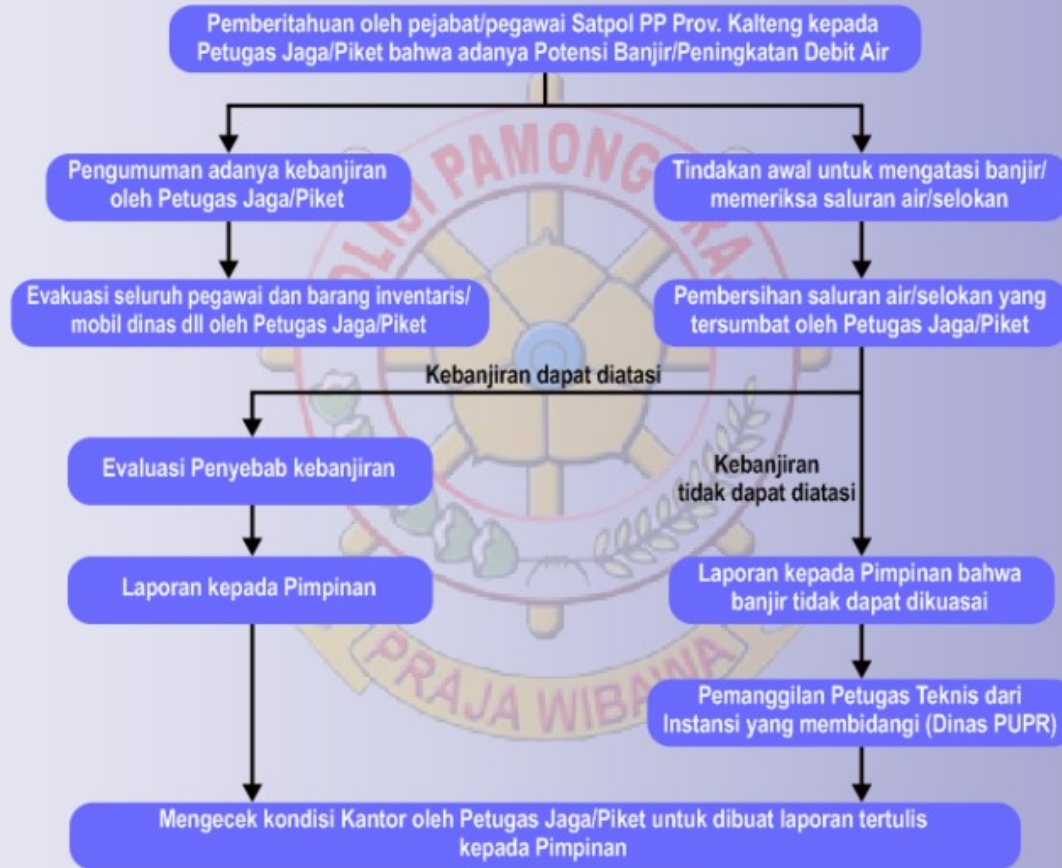 Pemberitahuan oleh pejabat/pegawai Satpol PP Prov. Kalteng kepada
Petugas Jaga/Piket bahwa adanya Potensi Banjir/Peningkatan Debit Air
Pengumuman adanya kebanjiran
oleh Petugas Jaga/Piket
Tindakan awal untuk mengatasi banjir/
memeriksa saluran air/selokan
Evakuasi seluruh pegawai dan barang inventaris/
mobil dinas dll oleh Petugas Jaga/Piket
Pembersihan saluran air/selokan yang
tersumbat oleh Petugas Jaga/Piket
Kebanjiran dapat diatasi
Evaluasi Penyebab kebanjiran
Kebanjiran
tidak dapat diatasi
Laporan kepada Pimpinan
Laporan kepada Pimpinan bahwa
banjir tidak dapat dikuasai
Pemanggilan Petugas Teknis dari
Instansi yang membidangi (Dinas PUPR)
Mengecek kondisi Kantor oleh Petugas Jaga/Piket untuk dibuat laporan tertulis
kepada Pimpinan
PAMONG
PRAJA WIBAWA